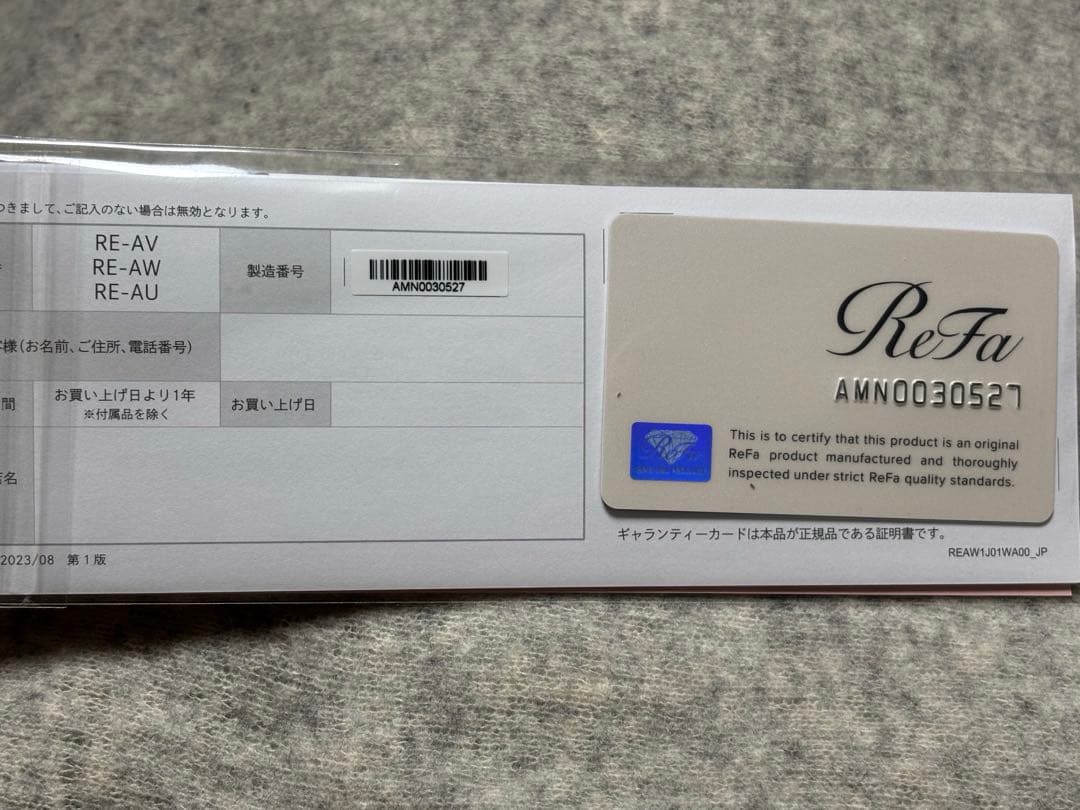 つきまして、ご記入のない場合は無効となります。
RE-AV
RE-AW
RE-AU
製造番号
AMN0030527
様(お名前、ご住所、電話番号)
間
お買い上げ日より1年
※付属品を除く
お買い上げ日
店名
2023/08 第1版
ReFa
AMN0030527
This is to certify that this product is an original
ReFa product manufactured and thoroughly
inspected under strict ReFa quality standards.
ギャランティーカードは本品が正規品である証明書です。
REAW1J01WA00_JP